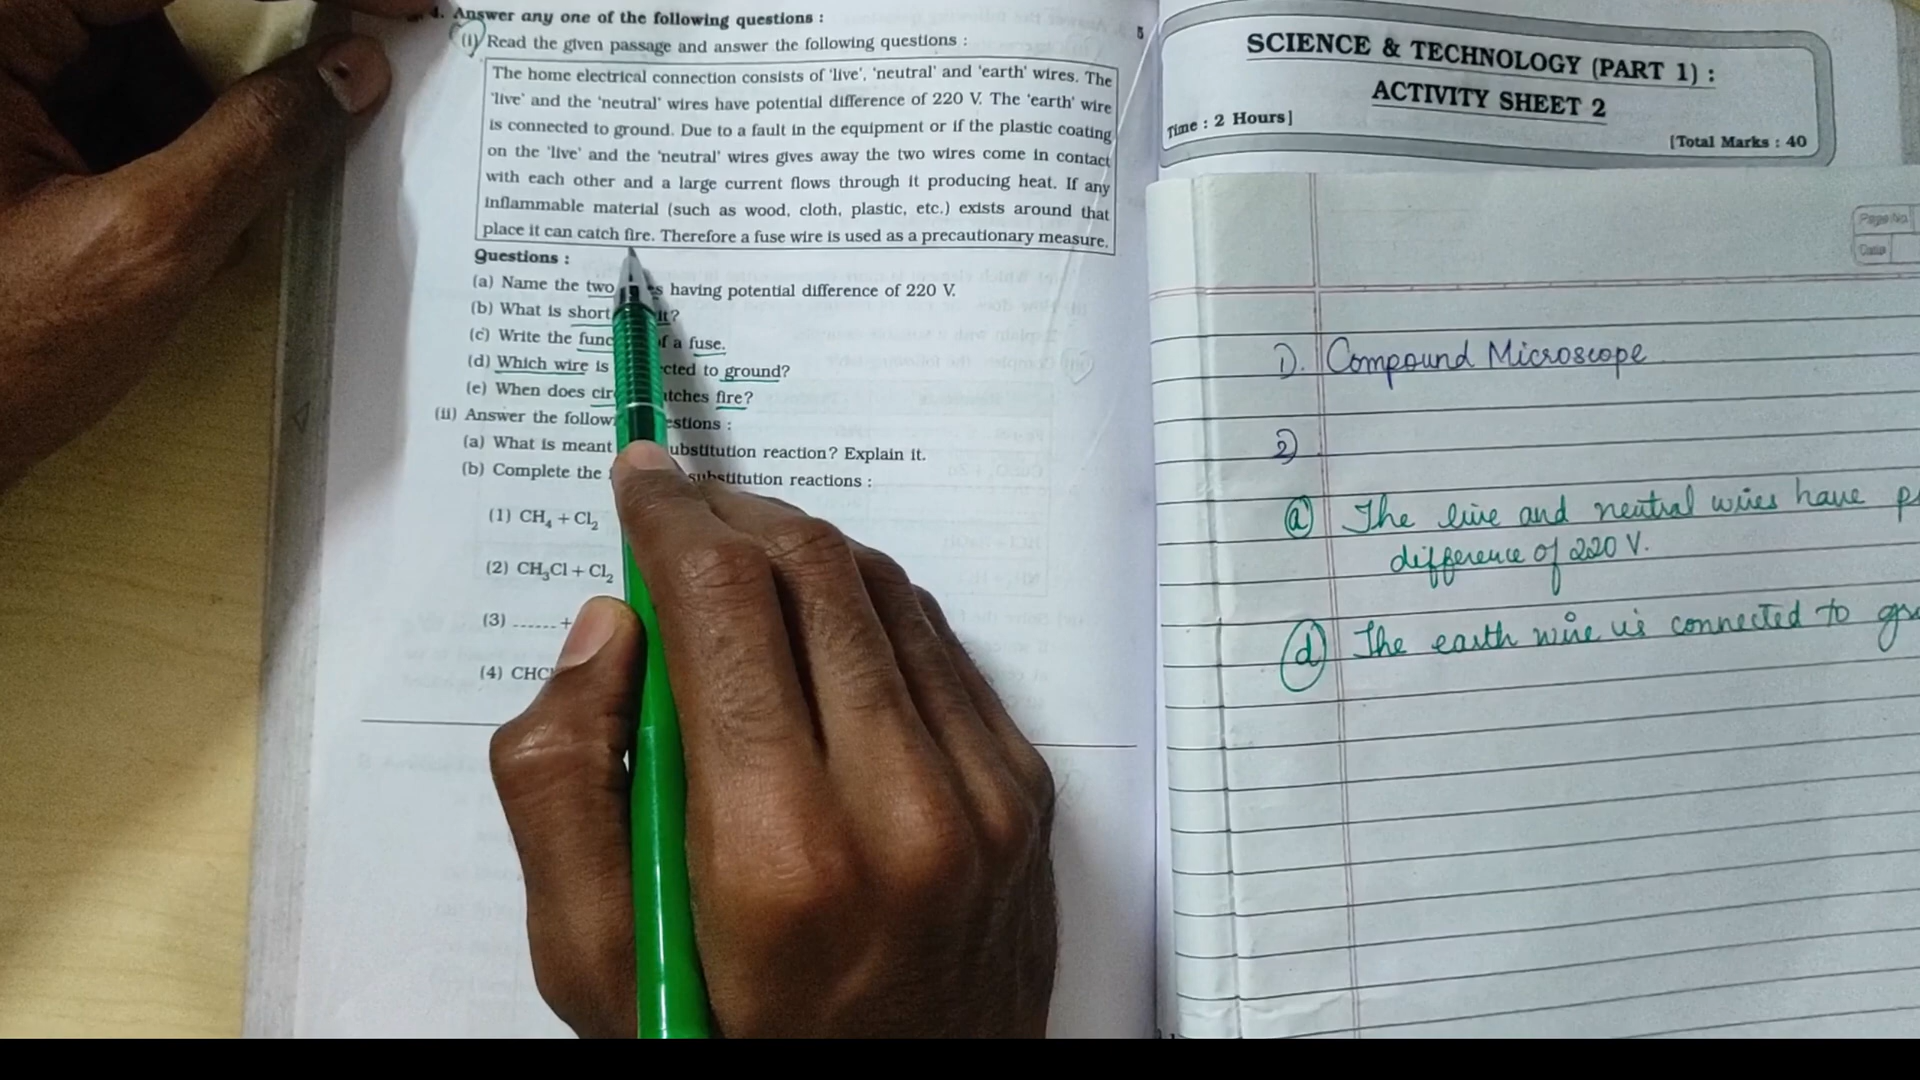 4. Answer any one of the following questions :
(i) Read the given passage and answer the following questions :
The home electrical connection consists of 'live', 'neutral' and 'earth' wires. The
'live' and the 'neutral' wires have potential difference of 220 V. The 'earth' wire
is connected to ground. Due to a fault in the equipment or if the plastic coating
on the 'live' and the 'neutral' wires gives away the two wires come in contact
with each other and a large current flows through it producing heat. If any
inflammable material (such as wood, cloth, plastic, etc.) exists around that
place it can catch fire. Therefore a fuse wire is used as a precautionary measure.
Questions :
(a) Name the two having potential difference of 220 V.
(b) What is short it?
(c) Write the func f a fuse.
(d) Which wire is cted to ground?
(e) When does cir tches fire?
(ii) Answer the follow estions :
(a) What is meant ubstitution reaction? Explain it.
(b) Complete the substitution reactions :
(1) CH₄ + Cl₂
(2) CH₃Cl + Cl₂
(3) ...... +
(4) CHC
5
SCIENCE & TECHNOLOGY (PART 1) :
ACTIVITY SHEET 2
Time : 2 Hours]
[Total Marks : 40
Page No.
Date
1). Compound Microscope
2)
(a) The live and neutral wires have p
difference of 220 V.
(d) The earth wire is connected to gr